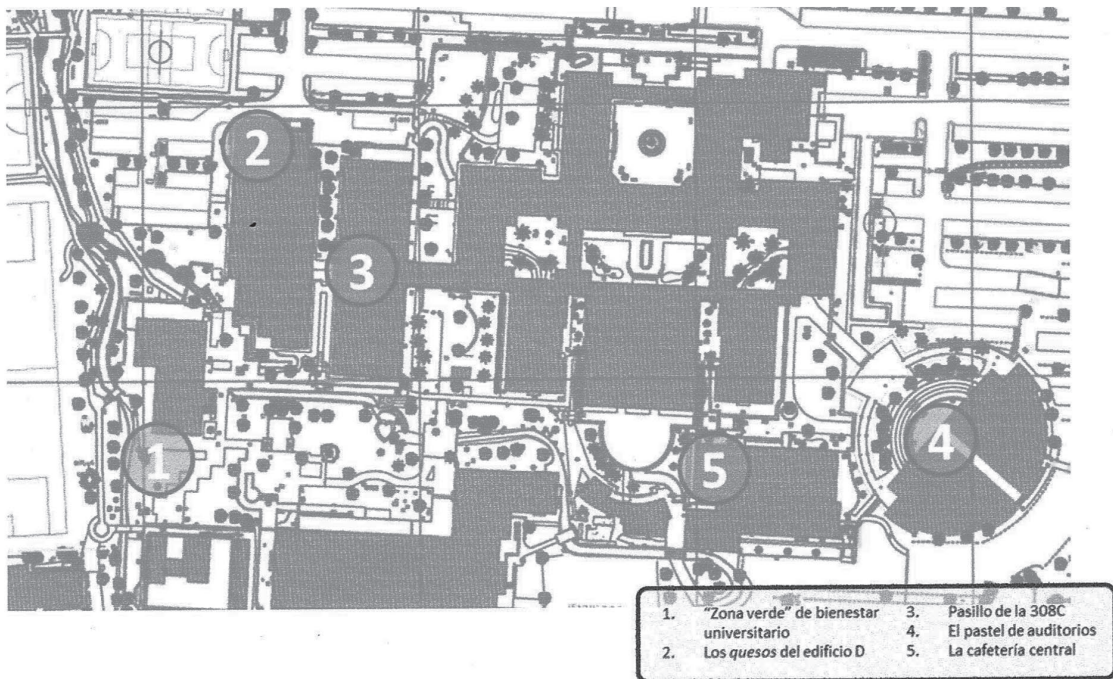 2
3
1
4
5
1. "Zona verde" de bienestar
universitario
2. Los quesos del edificio D
3. Pasillo de la 308C
4. El pastel de auditorios
5. La cafetería central